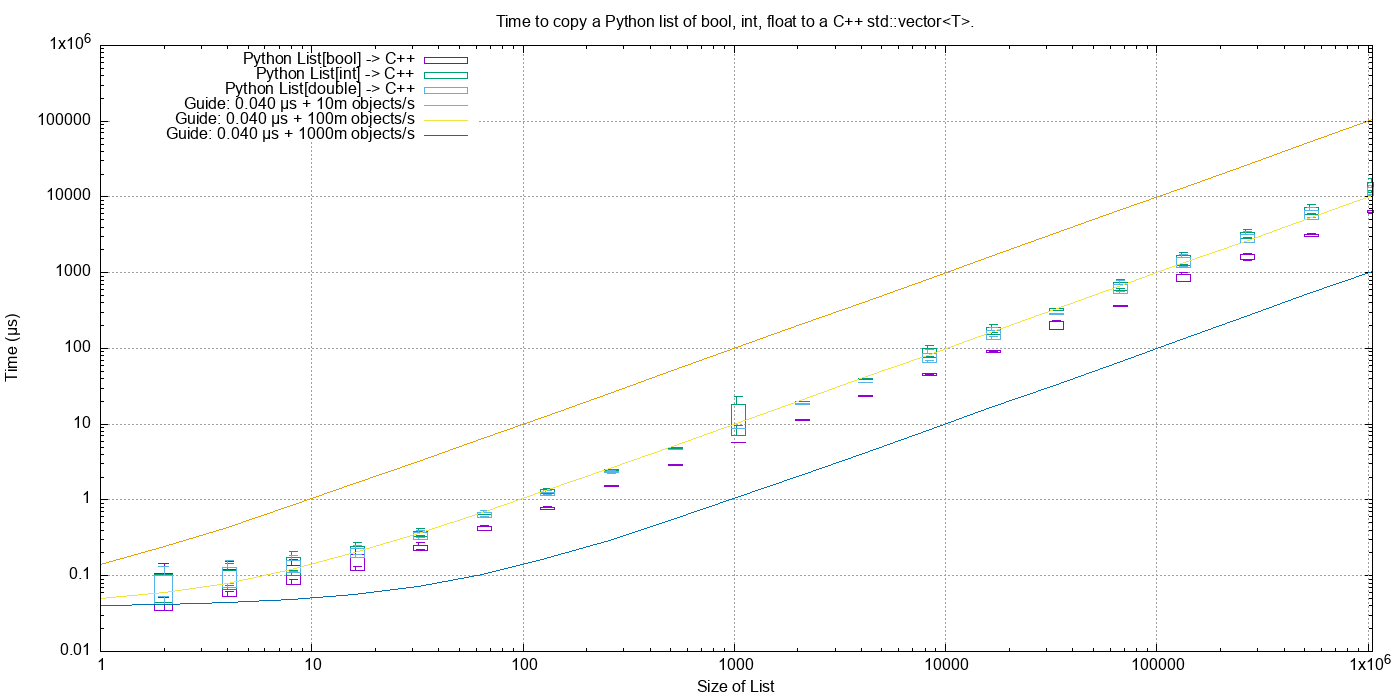 Time to copy a Python list of bool, int, float to a C++ std::vector<T>.
1x10⁶
100000
10000
1000
100
10
1
0.1
0.01
Time (µs)
Python List[bool] -> C++
Python List[int] -> C++
Python List[double] -> C++
Guide: 0.040 µs + 10m objects/s
Guide: 0.040 µs + 100m objects/s
Guide: 0.040 µs + 1000m objects/s
1 10 100 1000 10000 100000 1x10⁶
Size of List